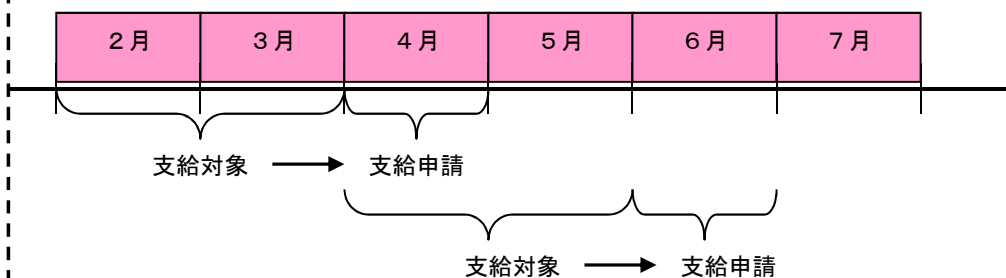 ２月 ３月 ４月 ５月 ６月 ７月
支給対象 → 支給申請
支給対象 → 支給申請